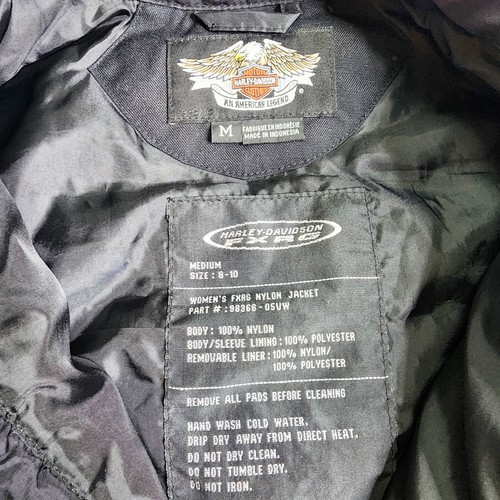 MOTOR
HARLEY-DAVIDSON
CLOTHES
AN AMERICAN LEGEND
M
FABRIQUE EN INDONÉSIE
MADE IN INDONESIA
HARLEY-DAVIDSON
FXRG
MEDIUM
SIZE : 8-10
WOMEN'S FXRG NYLON JACKET
PART # : 98366-05VW
BODY : 100% NYLON
BODY/SLEEVE LINING : 100% POLYESTER
REMOVABLE LINER : 100% NYLON/
100% POLYESTER
REMOVE ALL PADS BEFORE CLEANING
HAND WASH COLD WATER.
DRIP DRY AWAY FROM DIRECT HEAT.
DO NOT DRY CLEAN.
DO NOT TUMBLE DRY.
DO NOT IRON.